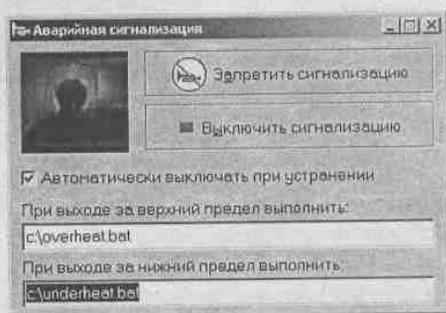 Аварийная сигнализация
Запретить сигнализацию
Выключить сигнализацию
Автоматически выключать при устранении
При выходе за верхний предел выполнить:
c:\overheat.bat
При выходе за нижний предел выполнить:
c:\underheat.bat